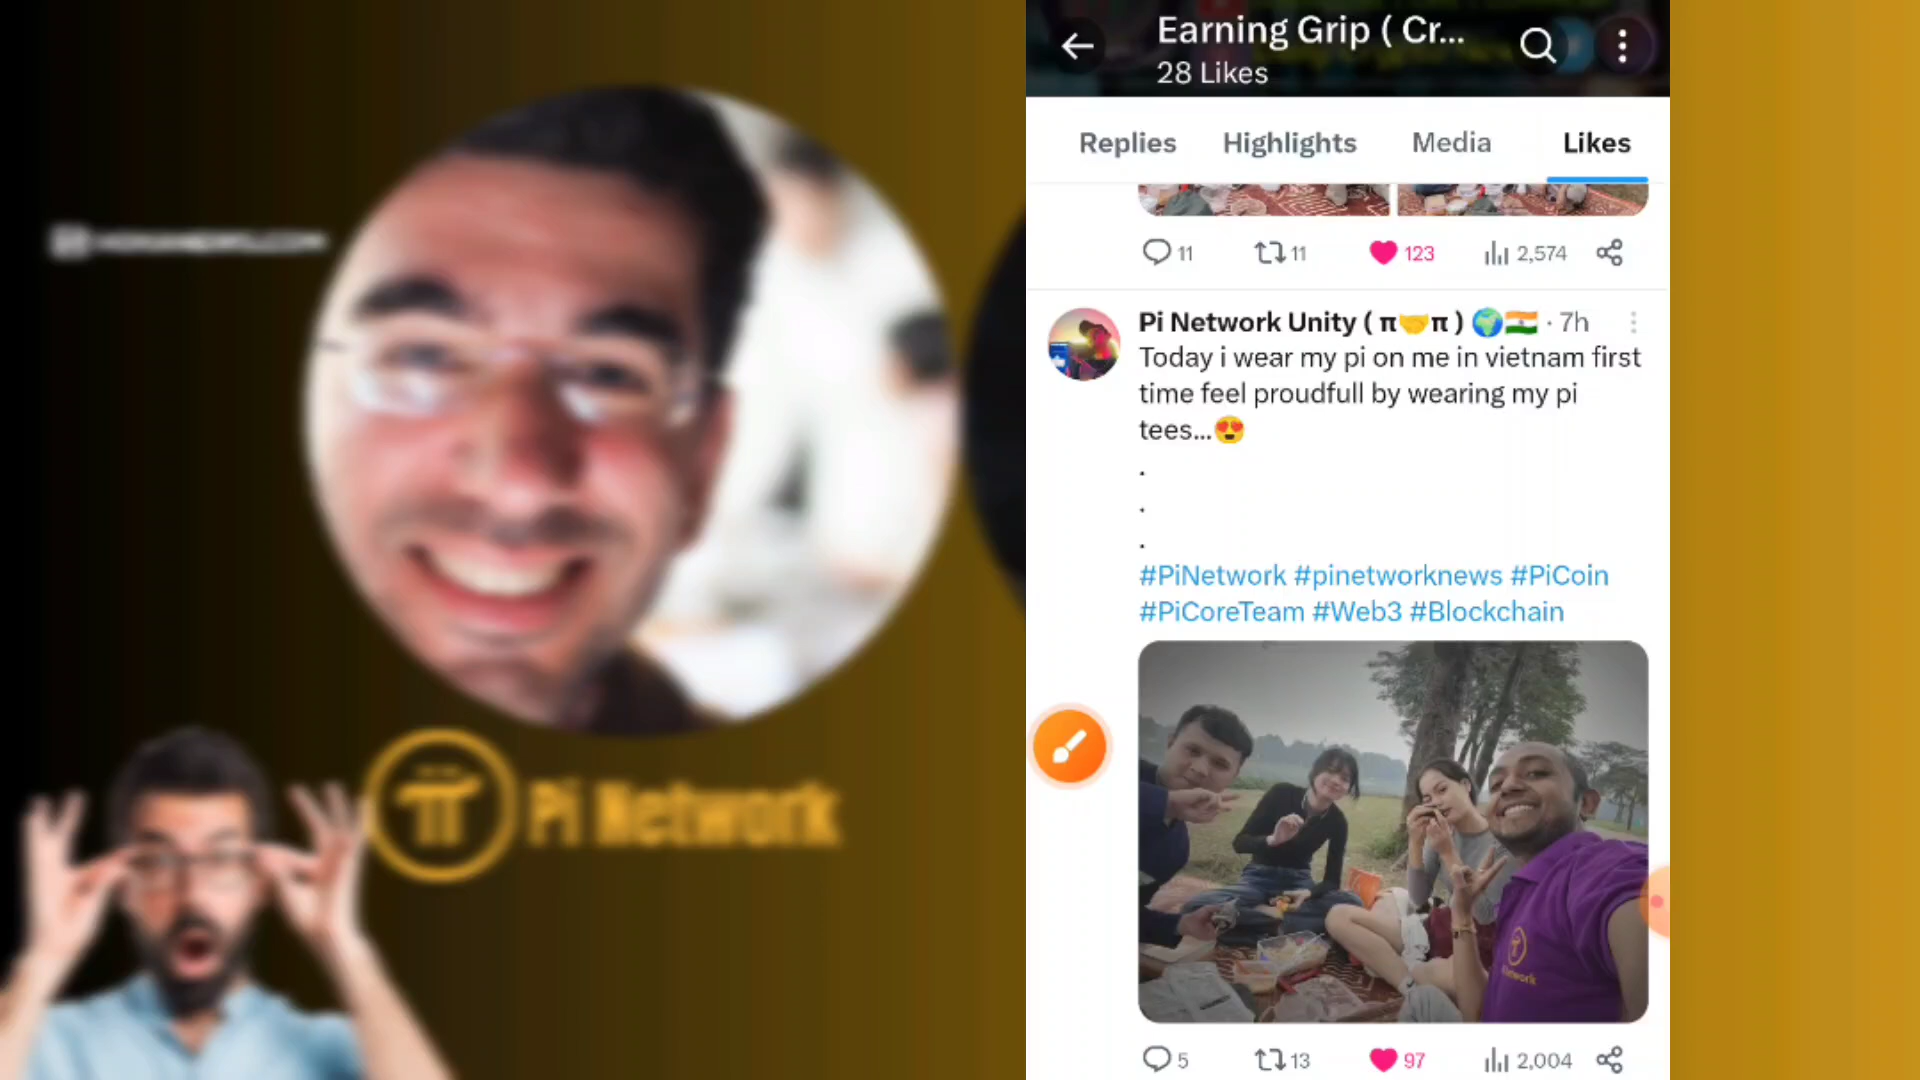 Earning Grip ( Cr...
28 Likes
Replies Highlights Media Likes
11 11 123 2,574
Pi Network Unity ( π🤝π ) 🌍🇮🇳 · 7h
Today i wear my pi on me in vietnam first
time feel proudfull by wearing my pi
tees...😍
.
.
.
#PiNetwork #pinetworknews #PiCoin
#PiCoreTeam #Web3 #Blockchain
5 13 97 2,004
Pi Network